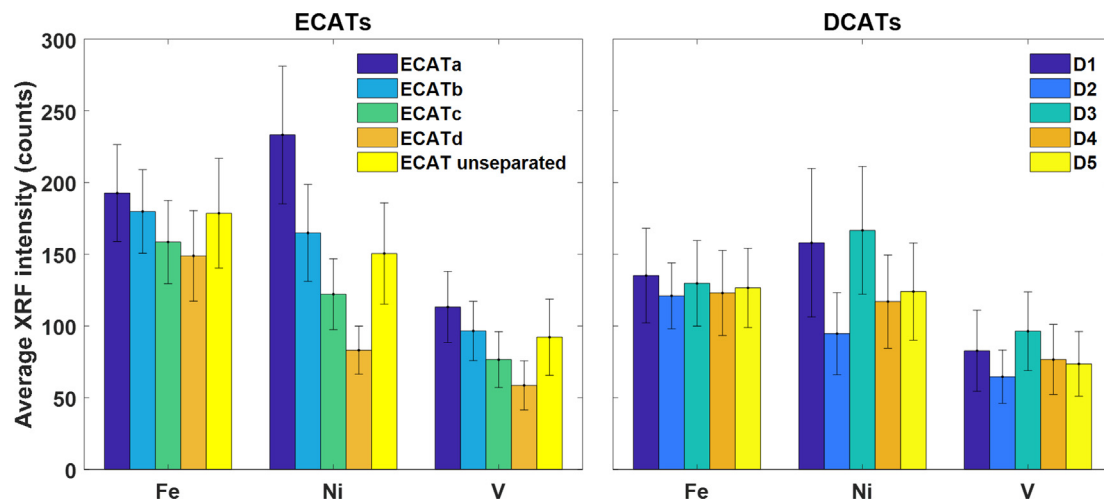 ECATs
DCATs
Average XRF intensity (counts)
300
250
200
150
100
50
0
ECATa
ECATb
ECATc
ECATd
ECAT unseparated
D1
D2
D3
D4
D5
Fe
Ni
V
Fe
Ni
V